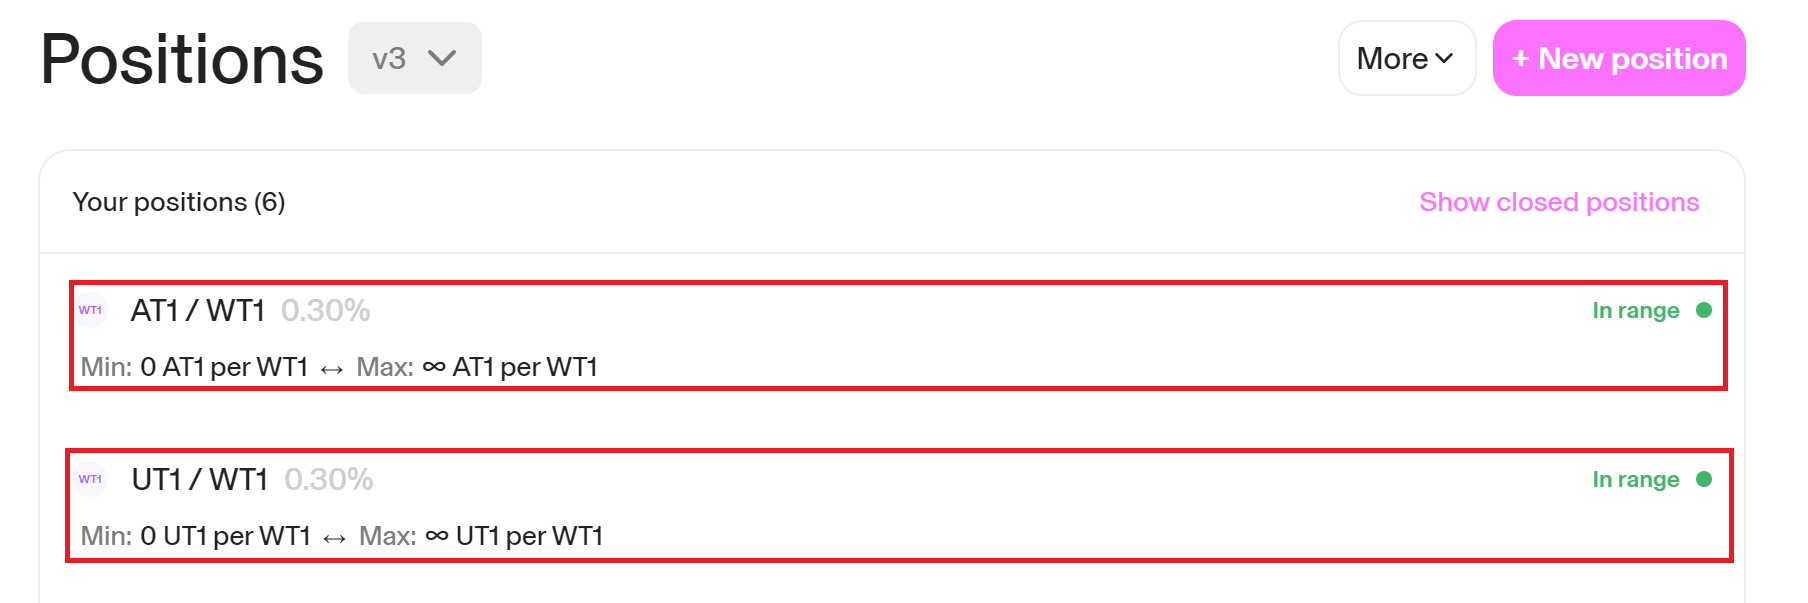 Positions v3 More + New position
Your positions (6) Show closed positions
WT1 AT1 / WT1 0.30% In range
Min: 0 AT1 per WT1 ↔ Max: ∞ AT1 per WT1
WT1 UT1 / WT1 0.30% In range
Min: 0 UT1 per WT1 ↔ Max: ∞ UT1 per WT1